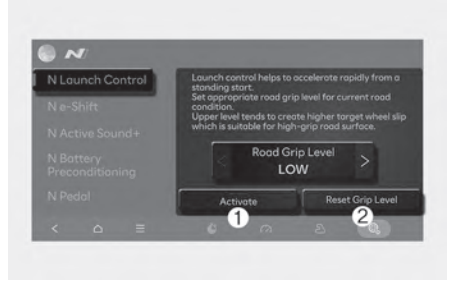 N
N Launch Control
N e-Shift
N Active Sound+
N Battery
Preconditioning
N Pedal
Launch control helps to accelerate rapidly from a
standing start.
Set appropriate road grip level for current road
condition.
Upper level tends to create higher target wheel slip
which is suitable for high-grip road surface.
< Road Grip Level >
LOW
Activate
Reset Grip Level
1
2